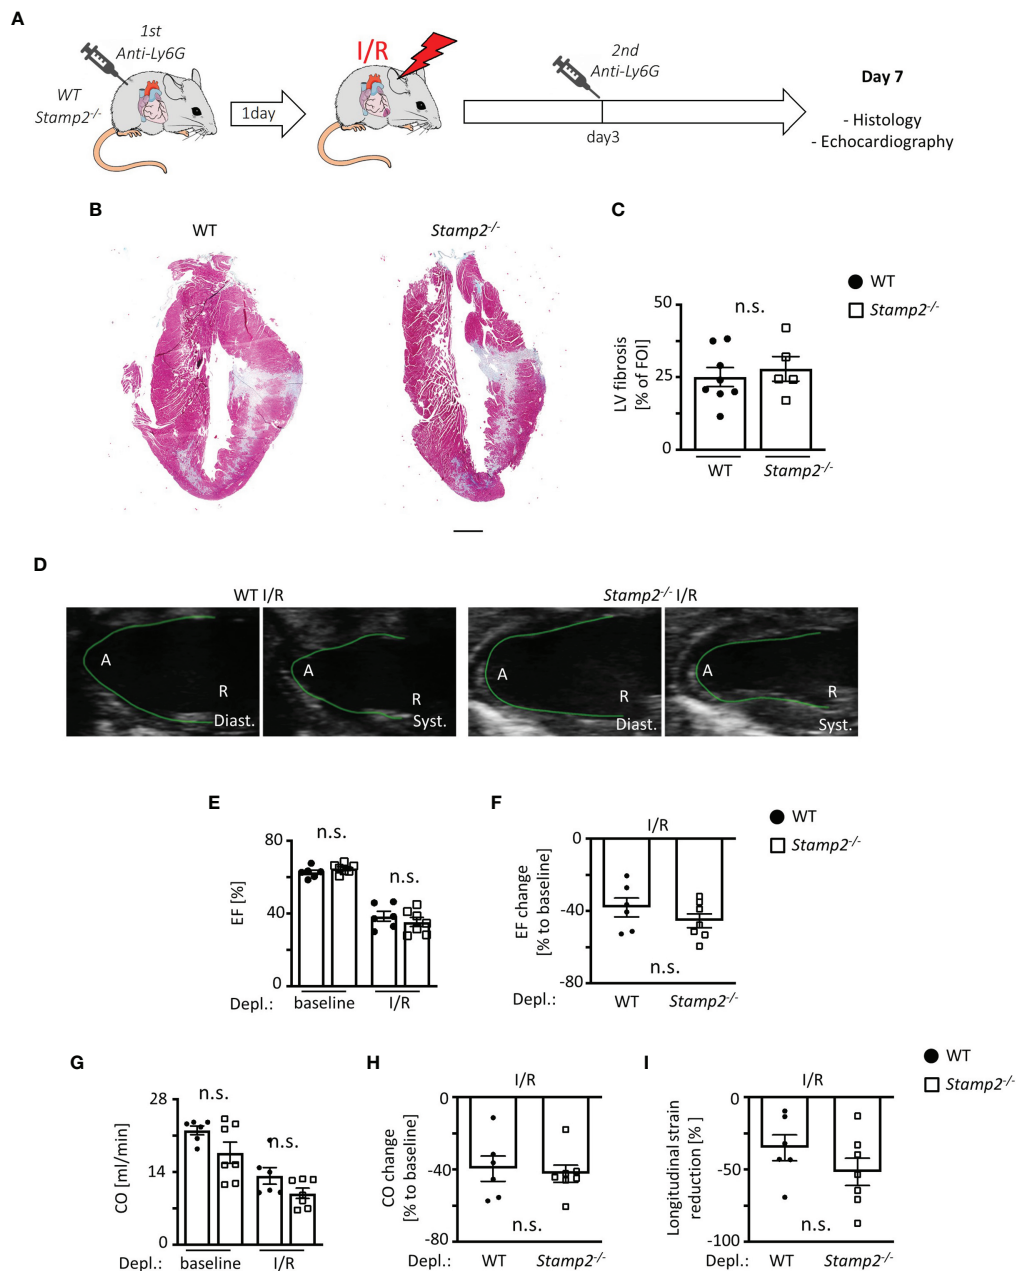 A
1st
Anti-Ly6G
WT
Stamp2-/-
1day
I/R
2nd
Anti-Ly6G
day3
Day 7
- Histology
- Echocardiography
B
WT
Stamp2-/-
C
WT
Stamp2-/-
LV fibrosis
[% of FOI]
50
25
0
n.s.
WT
Stamp2-/-
D
WT I/R
Stamp2-/- I/R
A
R
Diast.
A
R
Syst.
A
R
Diast.
A
R
Syst.
E
EF [%]
80
40
0
n.s.
n.s.
Depl.:
baseline
I/R
F
I/R
EF change
[% to baseline]
0
-40
-80
n.s.
Depl.:
WT
Stamp2-/-
WT
Stamp2-/-
G
CO [ml/min]
28
14
0
n.s.
n.s.
Depl.:
baseline
I/R
H
I/R
CO change
[% to baseline]
0
-40
-80
n.s.
Depl.:
WT
Stamp2-/-
I
I/R
Longitudinal strain
reduction [% ]
0
-50
-100
n.s.
Depl.:
WT
Stamp2-/-
WT
Stamp2-/-